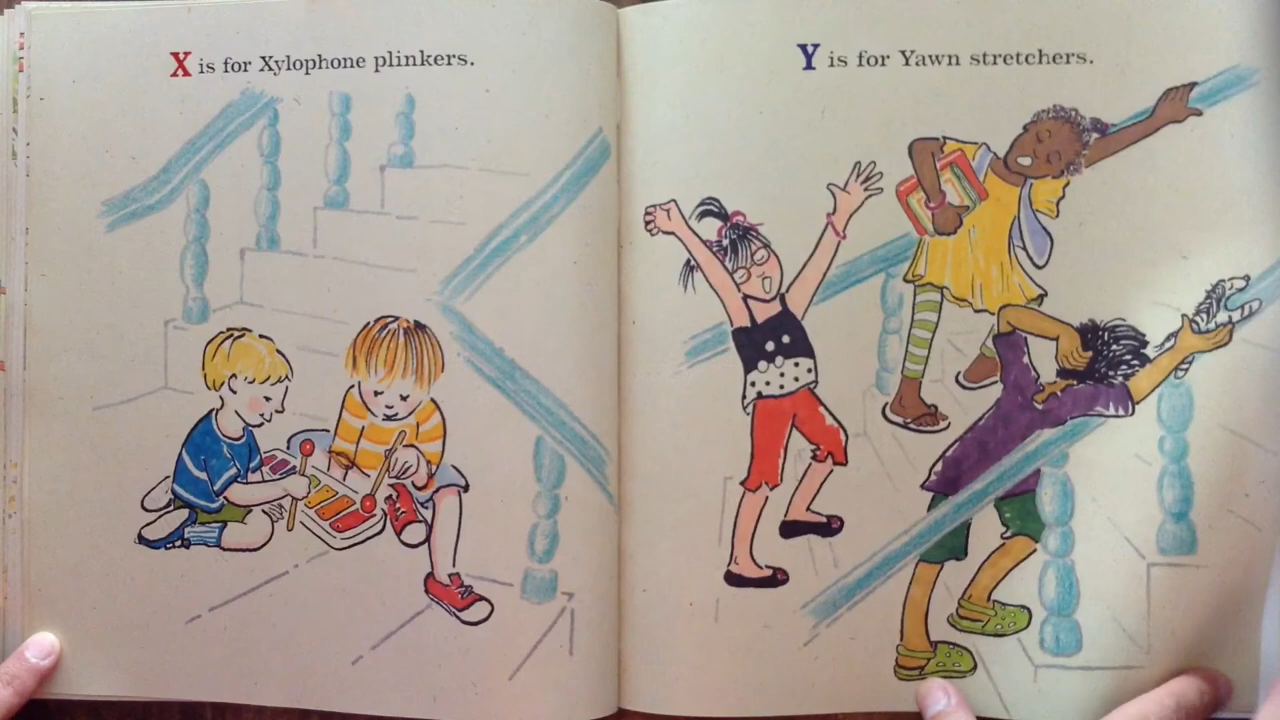 X is for Xylophone plinkers.
Y is for Yawn stretchers.